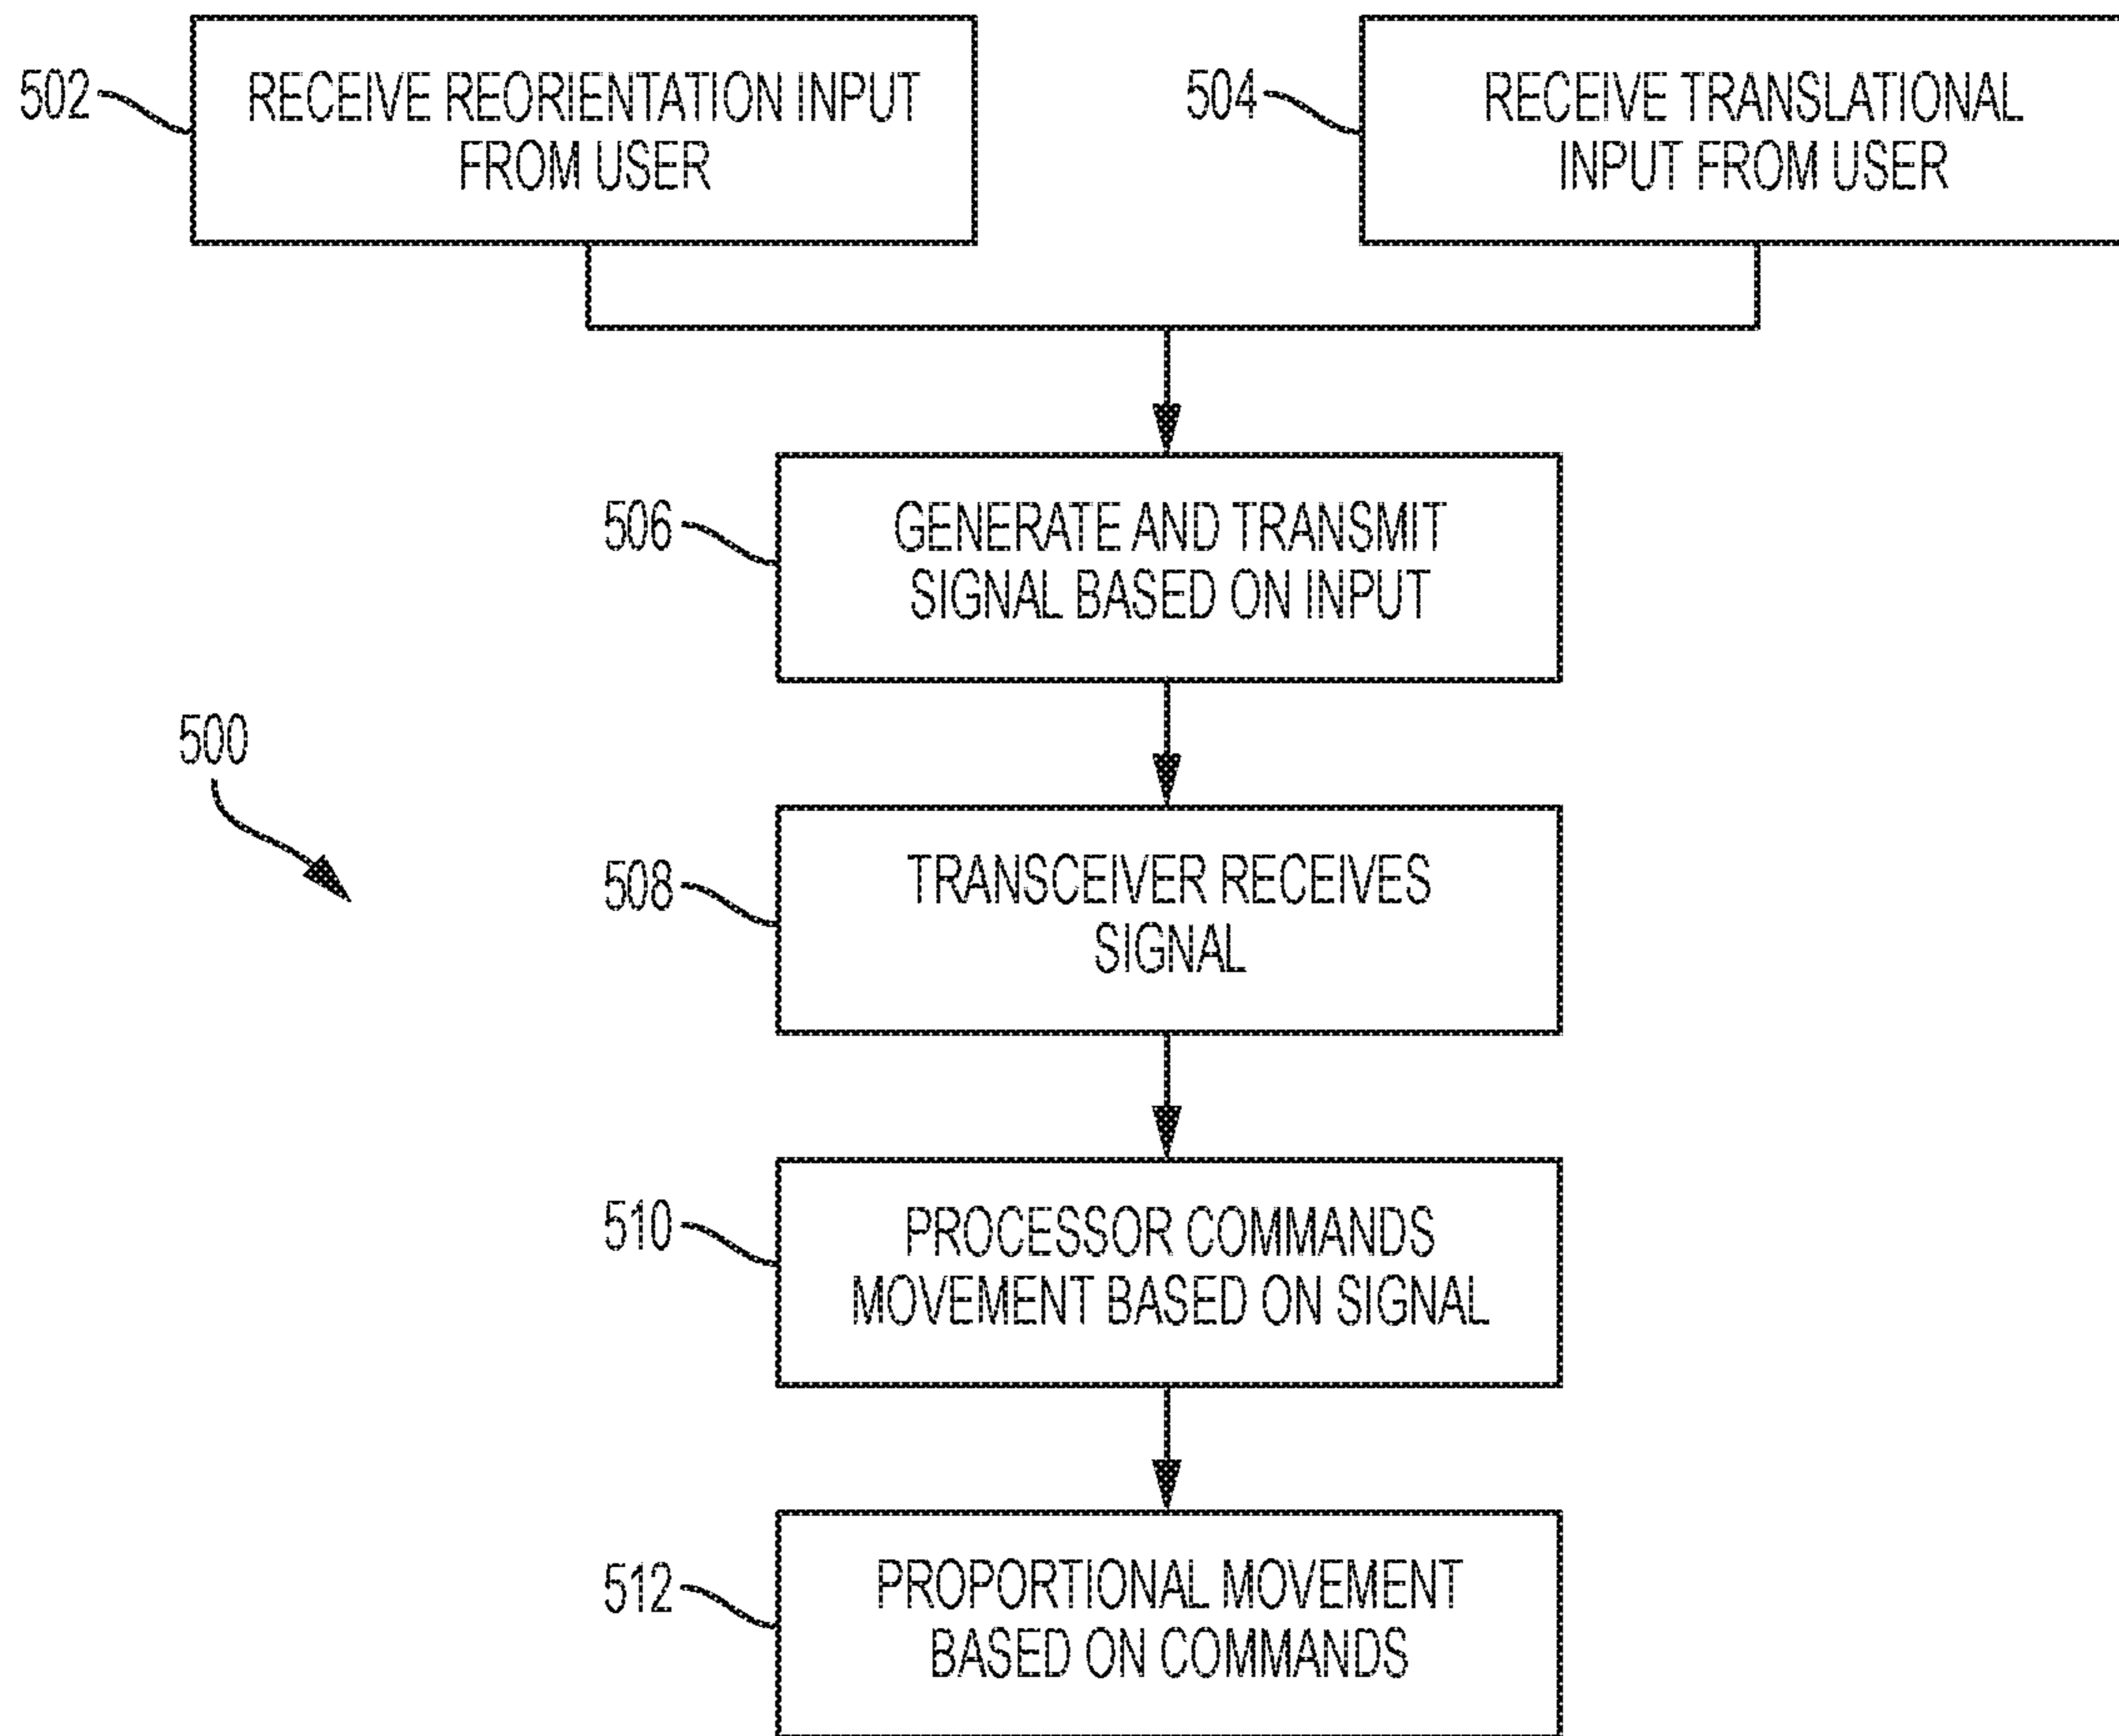 502
RECEIVE REORIENTATION INPUT
FROM USER
504
RECEIVE TRANSLATIONAL
INPUT FROM USER
506
GENERATE AND TRANSMIT
SIGNAL BASED ON INPUT
500
508
TRANSCEIVER RECEIVES
SIGNAL
510
PROCESSOR COMMANDS
MOVEMENT BASED ON SIGNAL
512
PROPORTIONAL MOVEMENT
BASED ON COMMANDS